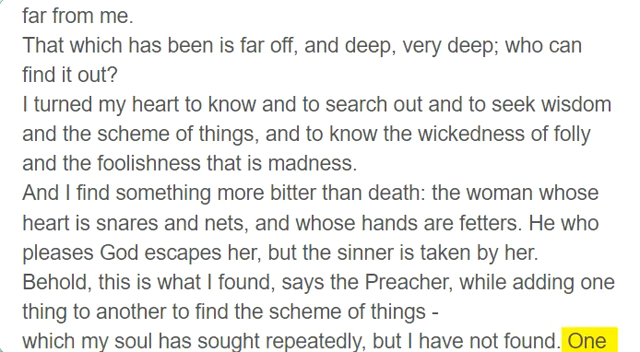 far from me.
That which has been is far off, and deep, very deep; who can
find it out?
I turned my heart to know and to search out and to seek wisdom
and the scheme of things, and to know the wickedness of folly
and the foolishness that is madness.
And I find something more bitter than death: the woman whose
heart is snares and nets, and whose hands are fetters. He who
pleases God escapes her, but the sinner is taken by her.
Behold, this is what I found, says the Preacher, while adding one
thing to another to find the scheme of things -
which my soul has sought repeatedly, but I have not found. One